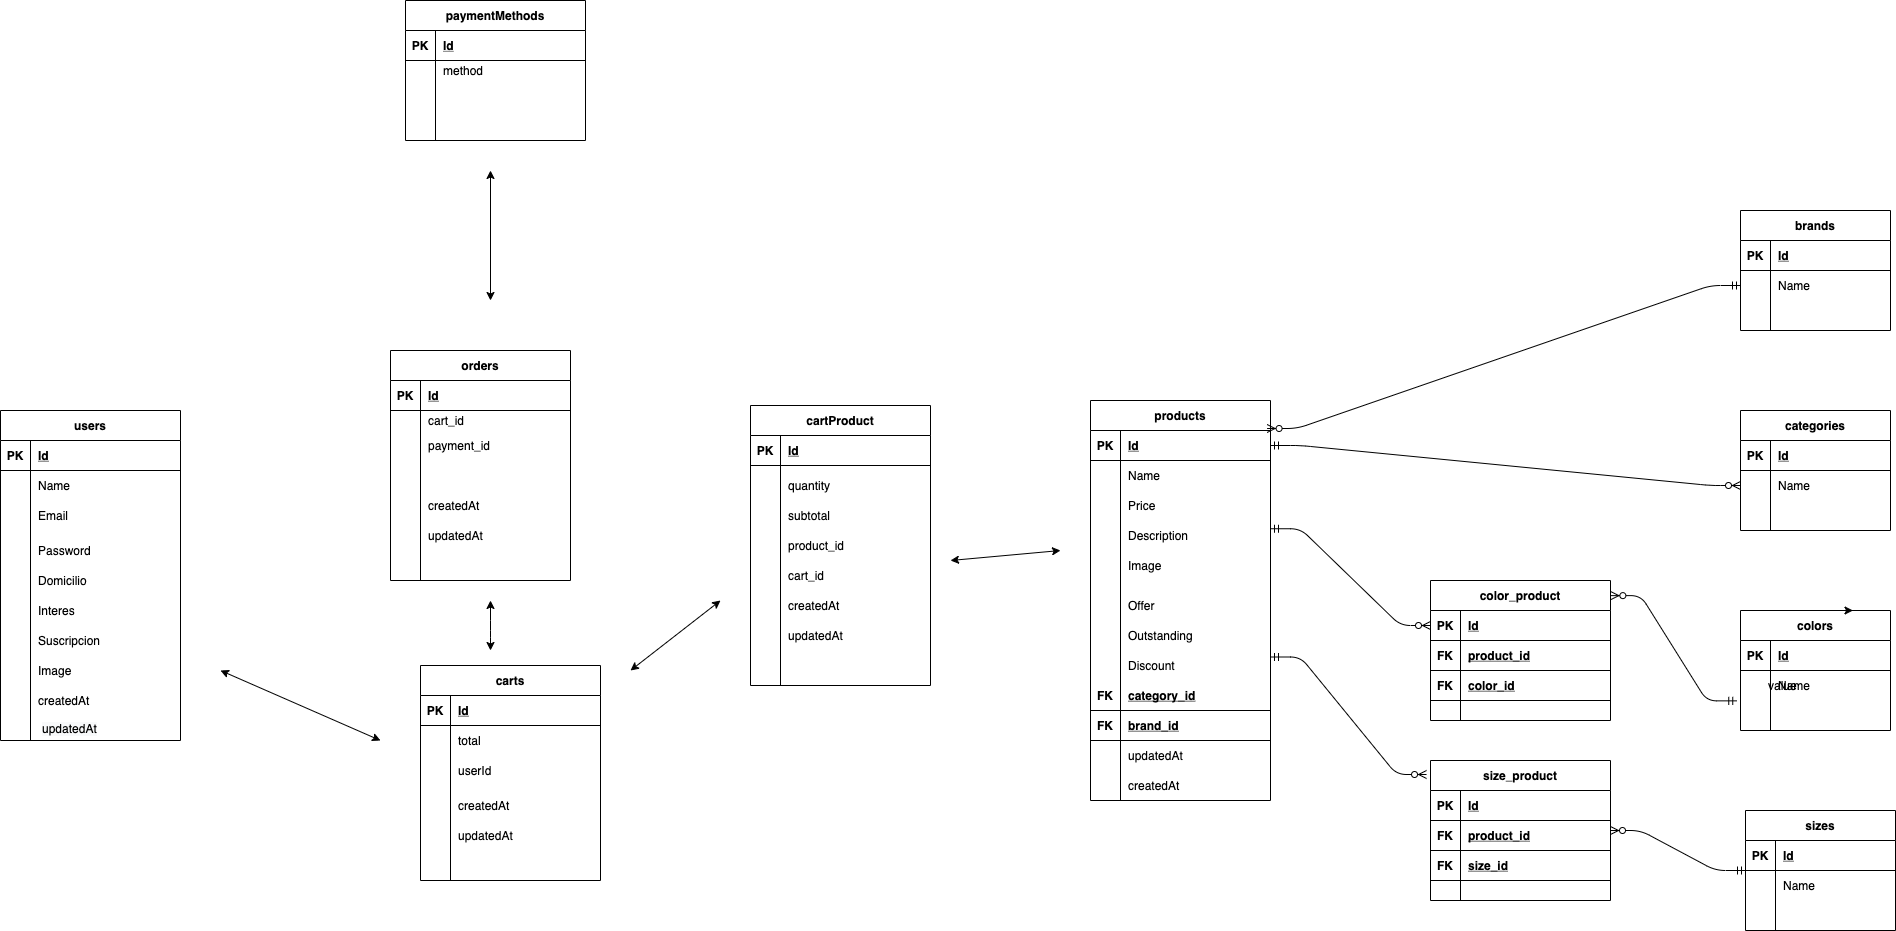 paymentMethods
PK Id
method
orders
PK Id
cart_id
payment_id
createdAt
updatedAt
users
PK Id
Name
Email
Password
Domicilio
Interes
Suscripcion
Image
createdAt
updatedAt
carts
PK Id
total
userId
createdAt
updatedAt
cartProduct
PK Id
quantity
subtotal
product_id
cart_id
createdAt
updatedAt
products
PK Id
Name
Price
Description
Image
Offer
Outstanding
Discount
FK category_id
FK brand_id
updatedAt
createdAt
brands
PK Id
Name
categories
PK Id
Name
color_product
PK Id
FK product_id
FK color_id
colors
PK Id
value
Name
size_product
PK Id
FK product_id
FK size_id
sizes
PK Id
Name